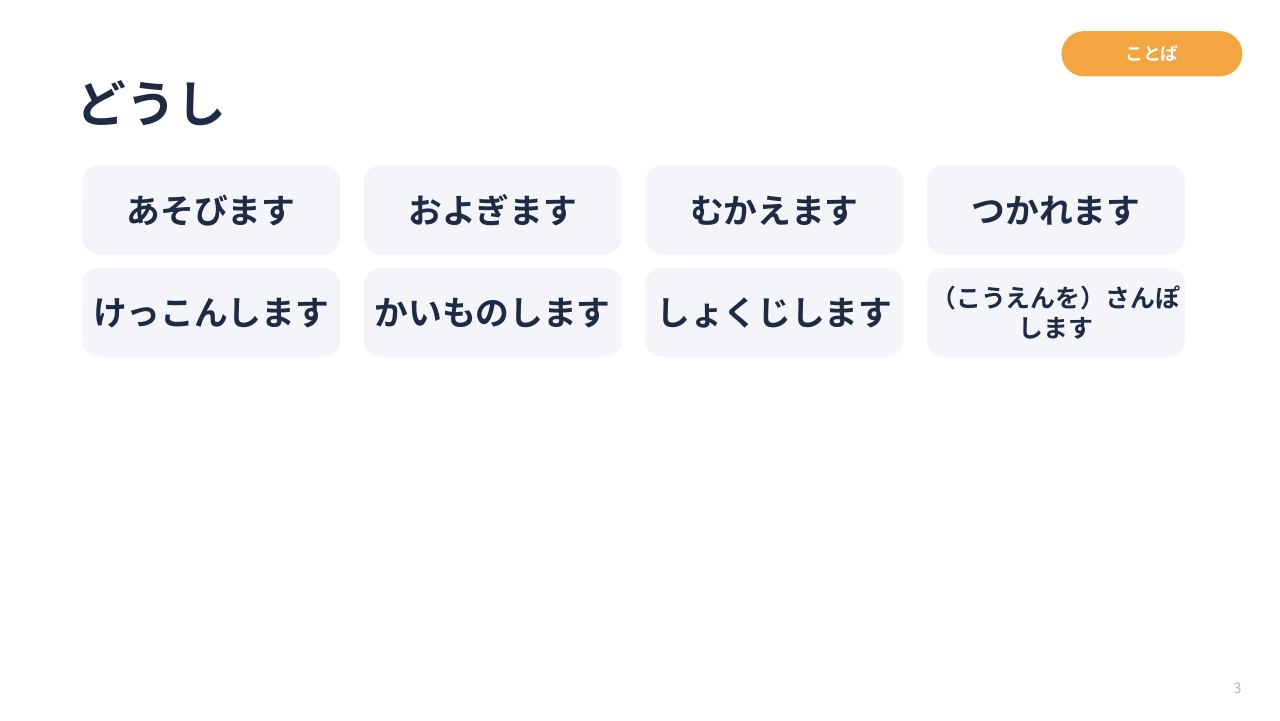 ことば
どうし
あそびます
およぎます
むかえます
つかれます
けっこんします
かいものします
しょくじします
（こうえんを）さんぽ
します
3